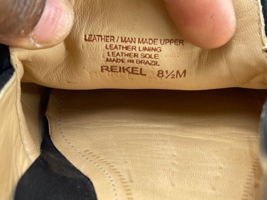 LEATHER/MAN MADE UPPER
LEATHER LINING
LEATHER SOLE
MADE IN BRAZIL
REIKEL 8½M